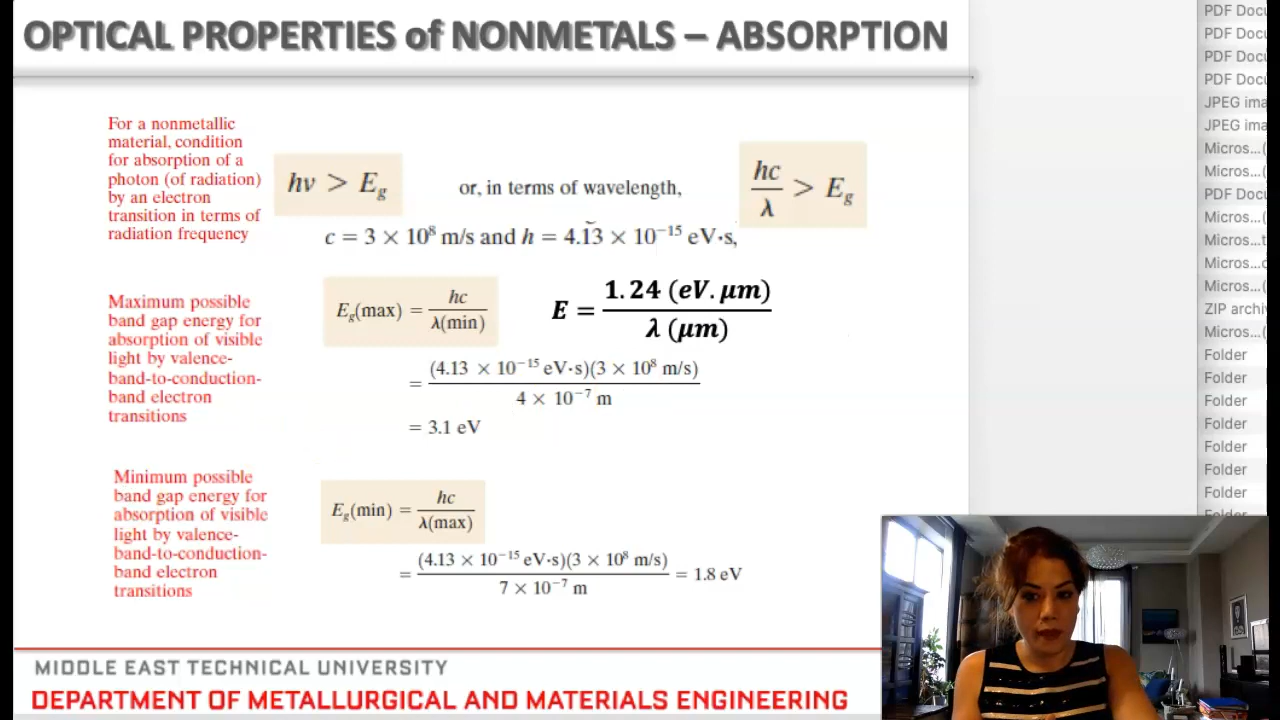 OPTICAL PROPERTIES of NONMETALS – ABSORPTION
For a nonmetallic
material, condition
for absorption of a
photon (of radiation)
by an electron
transition in terms of
radiation frequency
hν > E_g
or, in terms of wavelength,
hc/λ > E_g
c = 3 × 10⁸ m/s and h = 4.13 × 10⁻¹⁵ eV·s,
Maximum possible
band gap energy for
absorption of visible
light by valence-
band-to-conduction-
band electron
transitions
E_g(max) = hc/λ(min)
E = 1.24 (eV.μm)/λ (μm)
= (4.13 × 10⁻¹⁵ eV·s)(3 × 10⁸ m/s)/4 × 10⁻⁷ m
= 3.1 eV
Minimum possible
band gap energy for
absorption of visible
light by valence-
band-to-conduction-
band electron
transitions
E_g(min) = hc/λ(max)
= (4.13 × 10⁻¹⁵ eV·s)(3 × 10⁸ m/s)/7 × 10⁻⁷ m = 1.8 eV
MIDDLE EAST TECHNICAL UNIVERSITY
DEPARTMENT OF METALLURGICAL AND MATERIALS ENGINEERING
PDF Docu
PDF Docu
PDF Docu
PDF Docu
JPEG ima
JPEG ima
Micros...(
Micros...(
PDF Docu
Micros...(
Micros...t
Micros...c
Micros...(
ZIP archiv
Micros...(
Folder
Folder
Folder
Folder
Folder
Folder
Folder